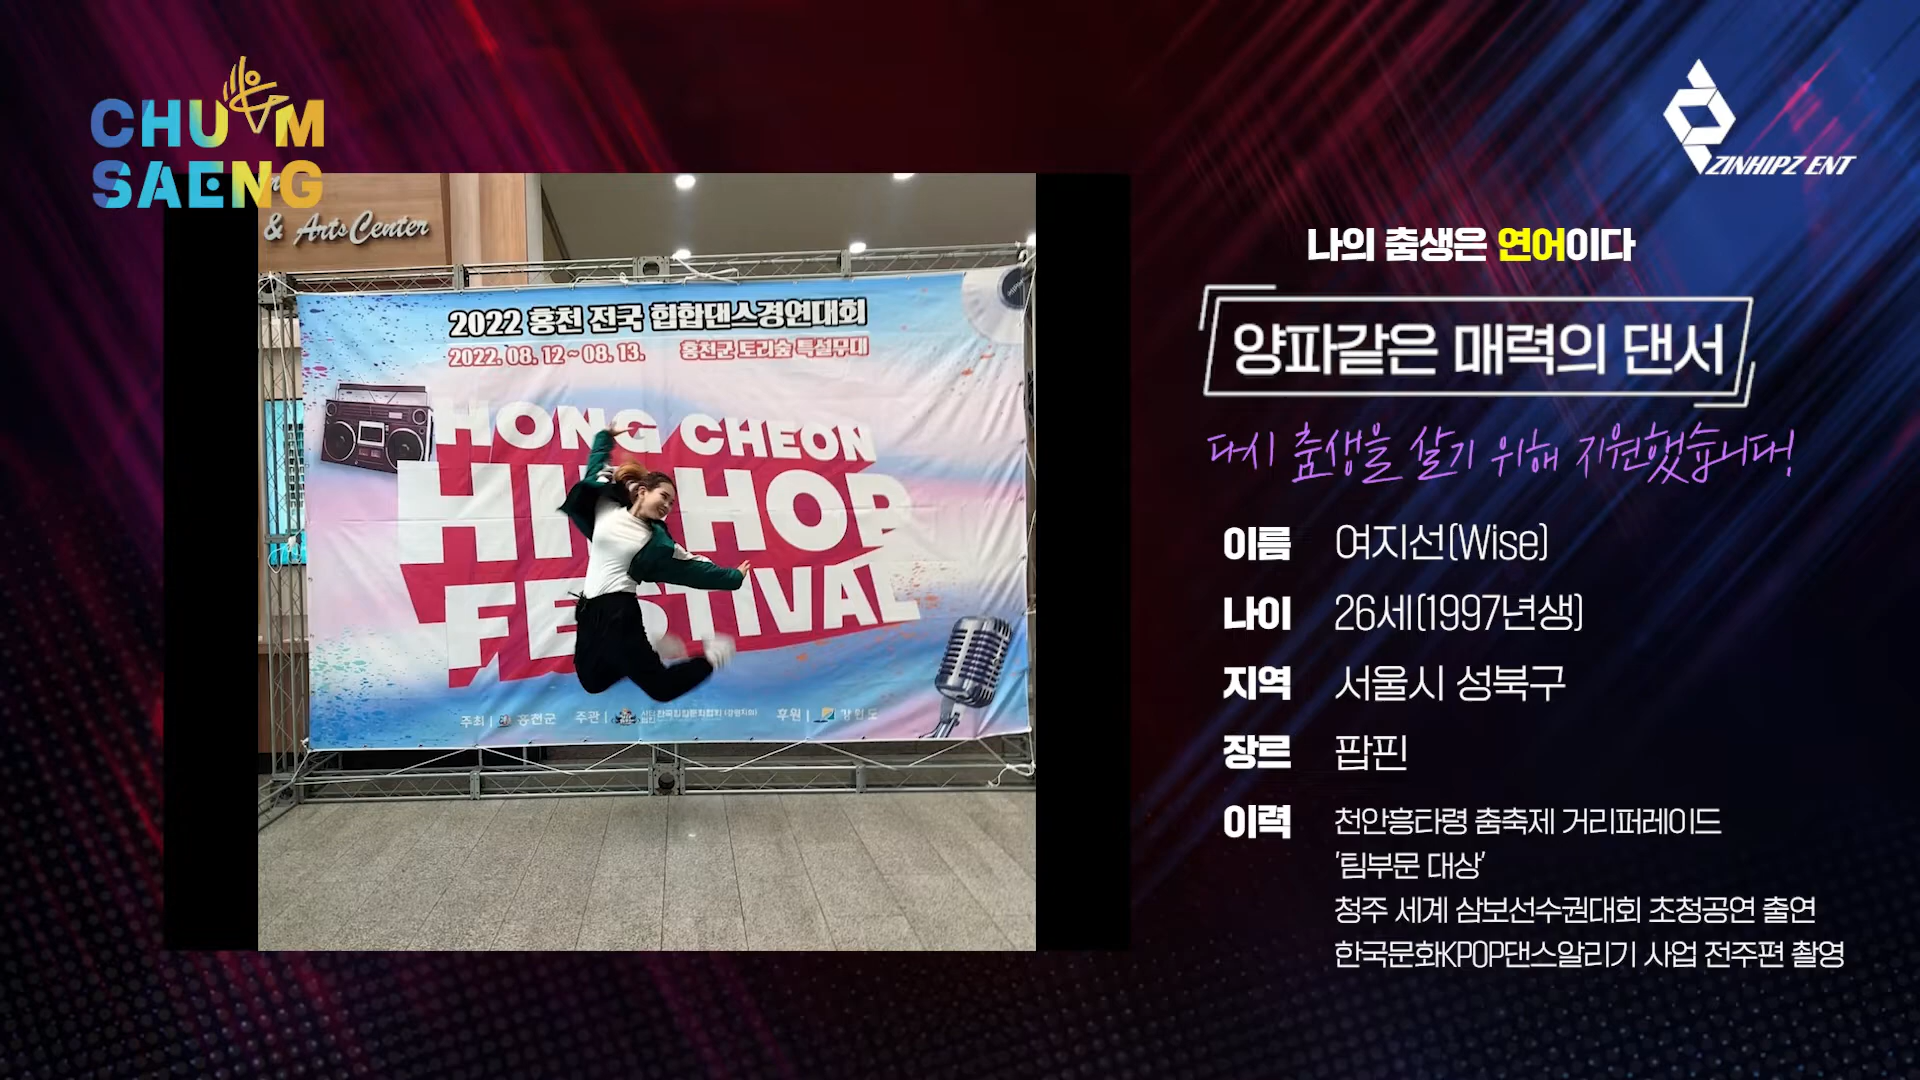 CHUM
SAENG
& Arts Center
2022 홍천 전국 힙합댄스경연대회
2022. 08. 12 ~ 08. 13. 홍천군 토리숲 특설무대
HONG CHEON
HIPHOP
FESTIVAL
주최 | 홍천군 주관 | 후원 | 강원도
ZINHIPZ ENT
나의 춤생은 연어이다
양파같은 매력의 댄서
다시 춤생을 살기 위해 지원했습니다!
이름 여지선(Wise)
나이 26세(1997년생)
지역 서울시 성북구
장르 팝핀
이력 천안흥타령 춤축제 거리퍼레이드
'팀부문 대상'
청주 세계 삼보선수권대회 초청공연 출연
한국문화KPOP댄스알리기 사업 전주편 촬영